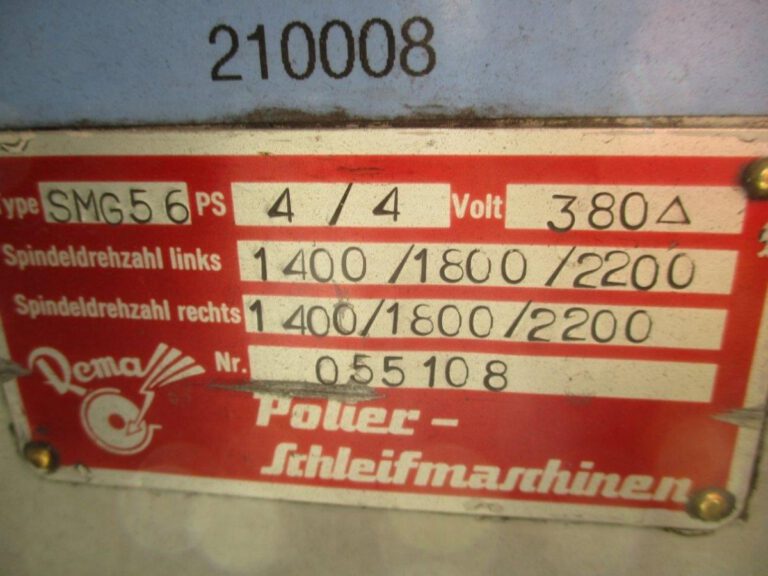 210008
Type SMG56 PS 4/4 Volt 380Δ
Spindeldrehzahl links 1400/1800/2200
Spindeldrehzahl rechts 1400/1800/2200
Rema Nr. 055108
Polier-
Schleifmaschinen